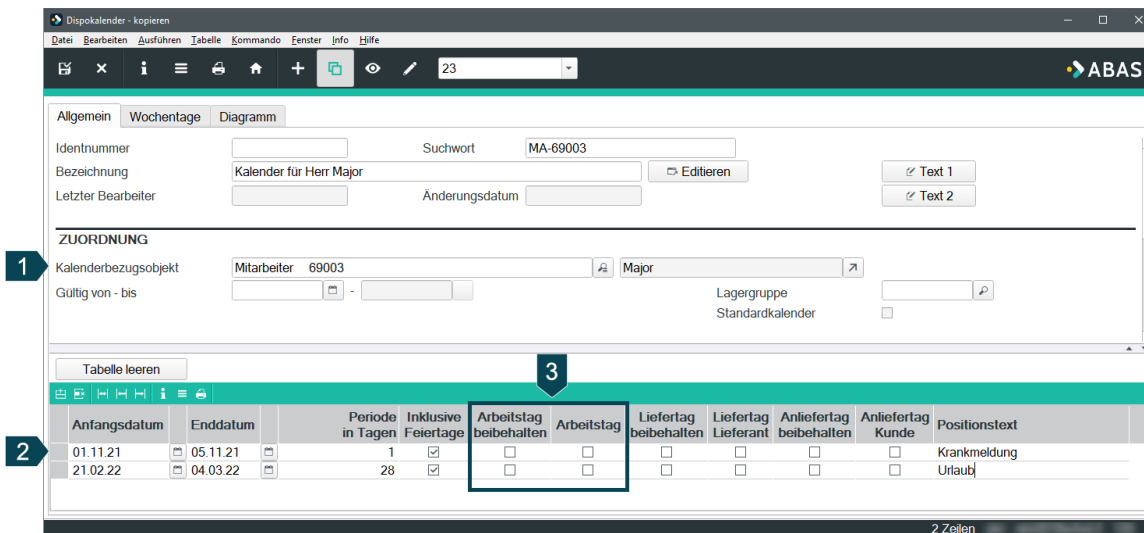 Dispokalender - kopieren
Datei Bearbeiten Ausführen Tabelle Kommando Fenster Info Hilfe
23
ABAS
Allgemein Wochentage Diagramm
Identnummer Suchwort MA-69003
Bezeichnung Kalender für Herr Major Editieren Text 1
Letzter Bearbeiter Änderungsdatum Text 2
ZUORDNUNG
1
Kalenderbezugsobjekt Mitarbeiter 69003 Major
Gültig von - bis - Lagergruppe
Standardkalender
Tabelle leeren
3
Anfangsdatum Enddatum Periode in Tagen Inklusive Feiertage Arbeitstag beibehalten Arbeitstag Liefertag beibehalten Liefertag Lieferant Anliefertag beibehalten Anliefertag Kunde Positionstext
2
01.11.21 05.11.21 1 Krankmeldung
21.02.22 04.03.22 28 Urlaub
2 Zeilen